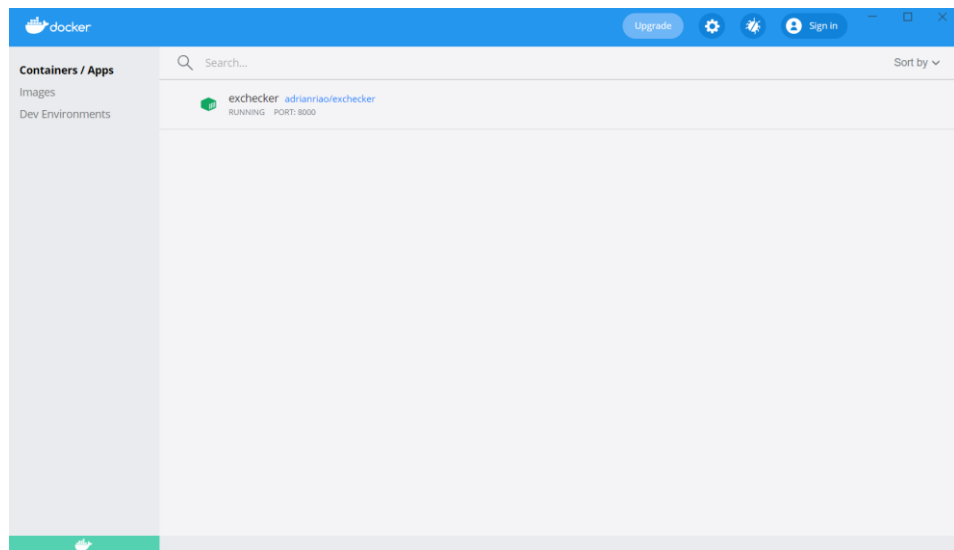 docker
Upgrade
Sign in
Containers / Apps
Images
Dev Environments
Search...
Sort by
exchecker adrianriao/exchecker
RUNNING PORT: 8000